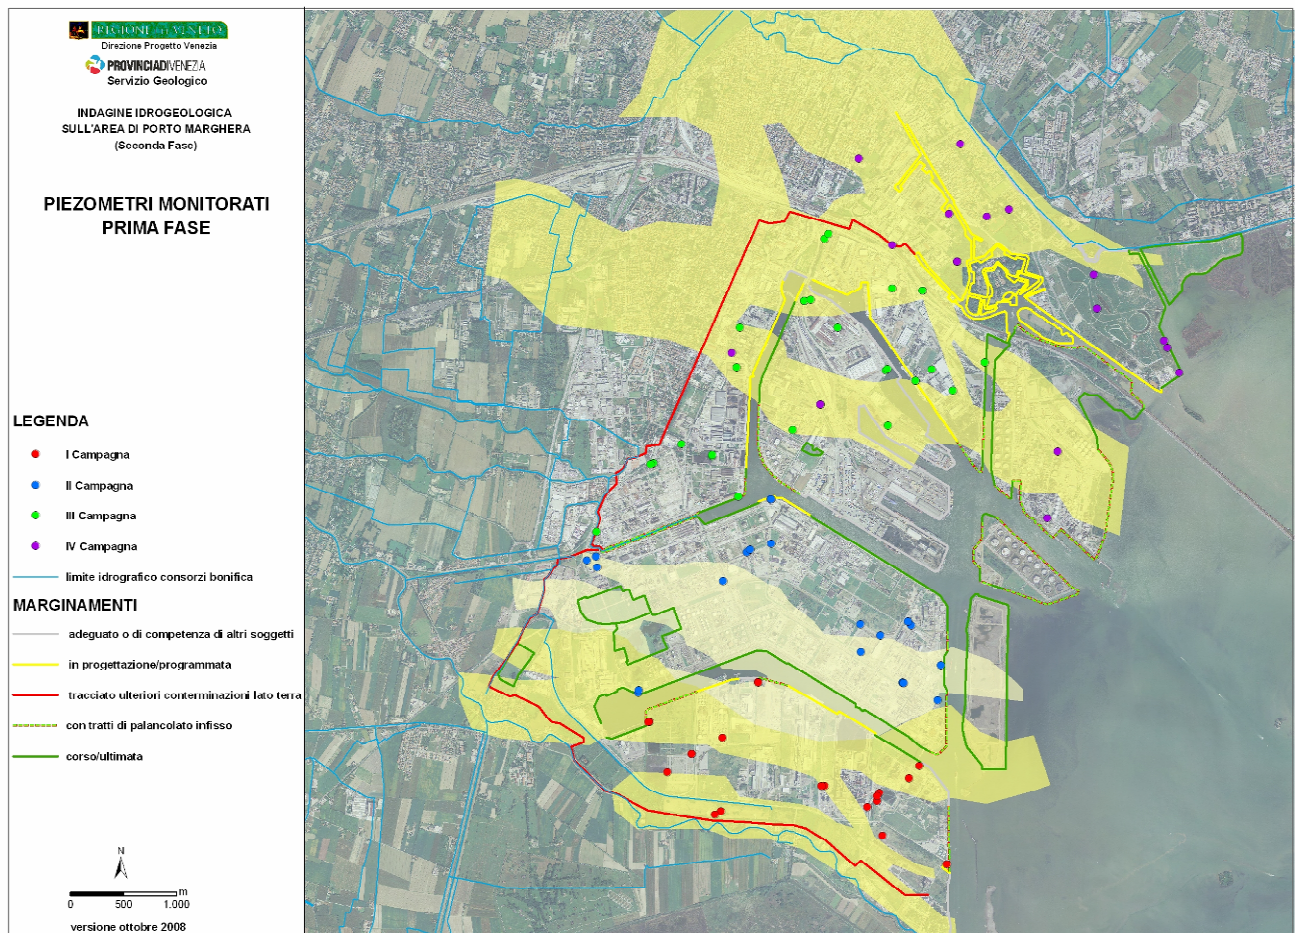 REGIONE DEL VENETO
Direzione Progetto Venezia
PROVINCIADIVENEZIA
Servizio Geologico
INDAGINE IDROGEOLOGICA
SULL'AREA DI PORTO MARGHERA
(Seconda Fase)
PIEZOMETRI MONITORATI
PRIMA FASE
LEGENDA
I Campagna
II Campagna
III Campagna
IV Campagna
limite idrografico consorzi bonifica
MARGINAMENTI
adeguato o di competenza di altri soggetti
in progettazione/programmata
tracciato ulteriori conterminazioni lato terra
con tratti di palancolato infisso
corso/ultimata
N
m
0 500 1.000
versione ottobre 2008